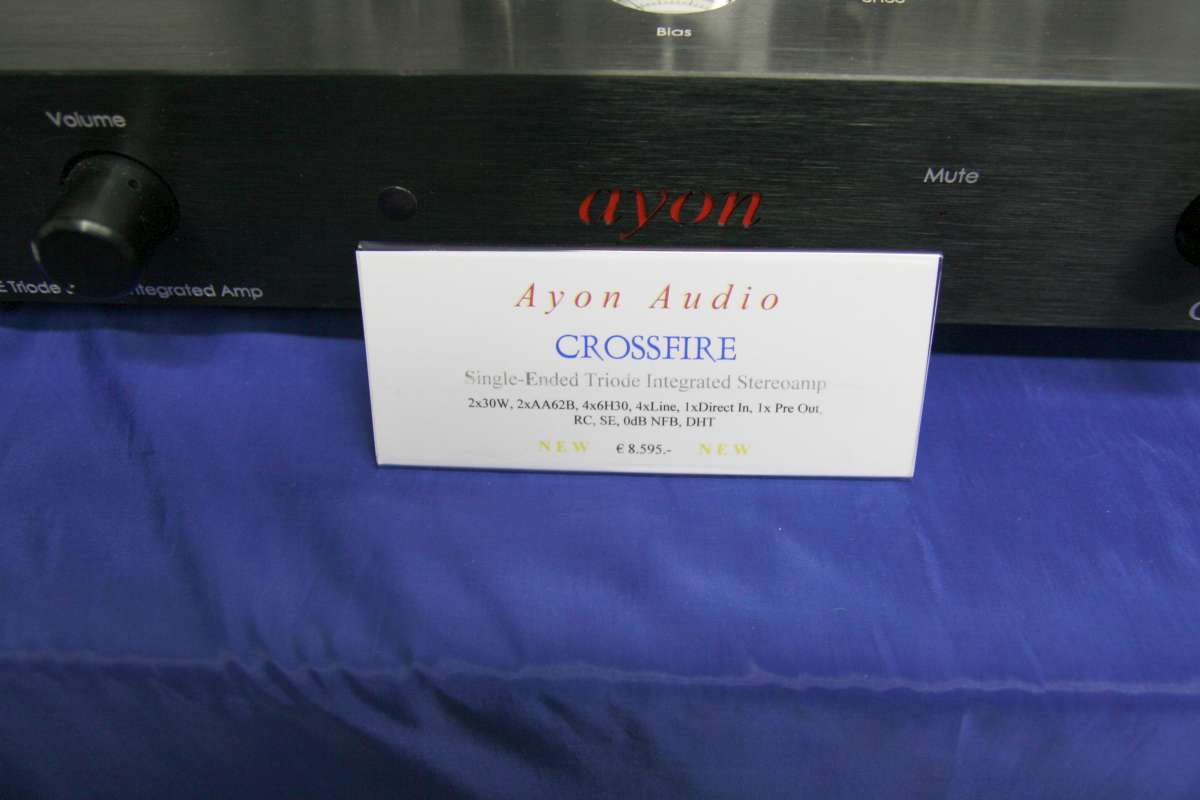 Bias
Volume
Mute
ayon
Triode
Integrated Amp
Ayon Audio
CROSSFIRE
Single-Ended Triode Integrated Stereoamp
2x30W, 2xAA62B, 4x6H30, 4xLine, 1xDirect In, 1x Pre Out,
RC, SE, 0dB NFB, DHT
NEW € 8.595.- NEW